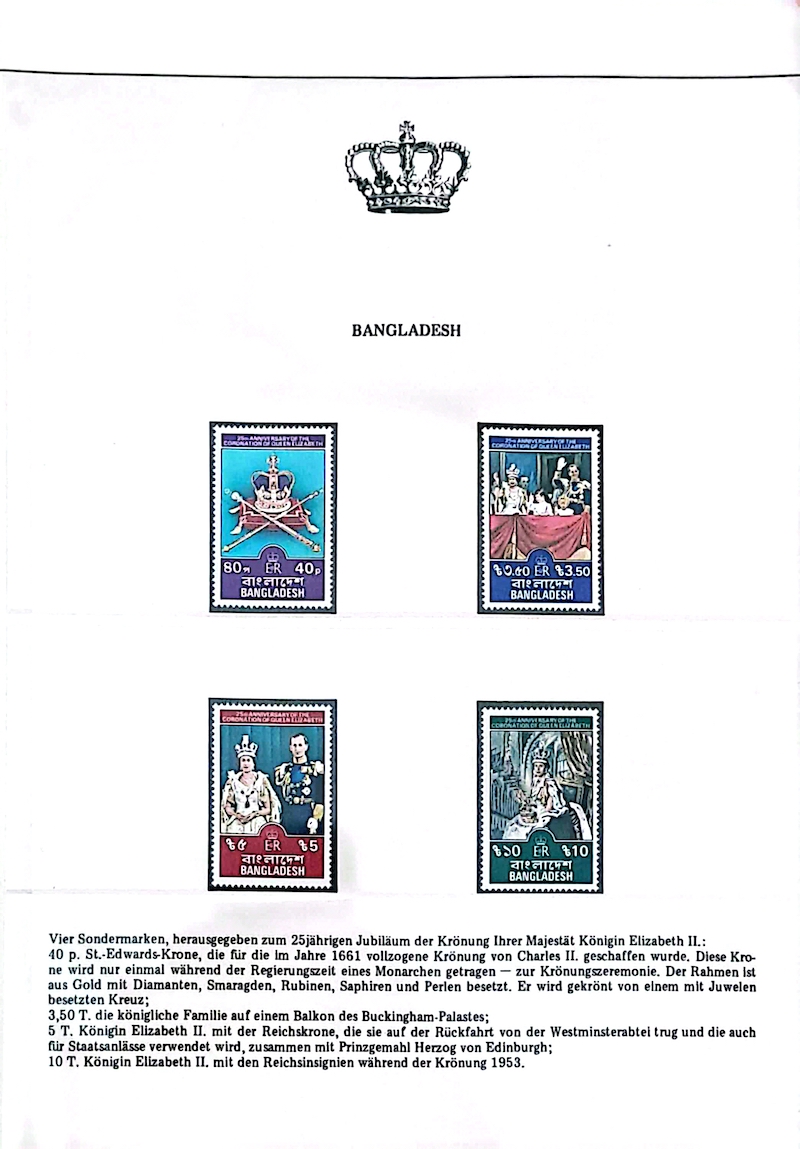 BANGLADESH
25TH ANNIVERSARY OF THE
CORONATION OF QUEEN ELIZABETH
80প EIIR 40p
বাংলাদেশ
BANGLADESH
25TH ANNIVERSARY OF THE
CORONATION OF QUEEN ELIZABETH
৳৩.৫০ EIIR ৳3.50
বাংলাদেশ
BANGLADESH
25TH ANNIVERSARY OF THE
CORONATION OF QUEEN ELIZABETH
৳৫ EIIR ৳5
বাংলাদেশ
BANGLADESH
25TH ANNIVERSARY OF THE
CORONATION OF QUEEN ELIZABETH
৳১০ EIIR ৳10
বাংলাদেশ
BANGLADESH
Vier Sondermarken, herausgegeben zum 25jährigen Jubiläum der Krönung Ihrer Majestät Königin Elizabeth II.:
40 p. St.-Edwards-Krone, die für die im Jahre 1661 vollzogene Krönung von Charles II. geschaffen wurde. Diese Kro-
ne wird nur einmal während der Regierungszeit eines Monarchen getragen — zur Krönungszeremonie. Der Rahmen ist
aus Gold mit Diamanten, Smaragden, Rubinen, Saphiren und Perlen besetzt. Er wird gekrönt von einem mit Juwelen
besetzten Kreuz;
3,50 T. die königliche Familie auf einem Balkon des Buckingham-Palastes;
5 T. Königin Elizabeth II. mit der Reichskrone, die sie auf der Rückfahrt von der Westminsterabtei trug und die auch
für Staatsanlässe verwendet wird, zusammen mit Prinzgemahl Herzog von Edinburgh;
10 T. Königin Elizabeth II. mit den Reichsinsignien während der Krönung 1953.